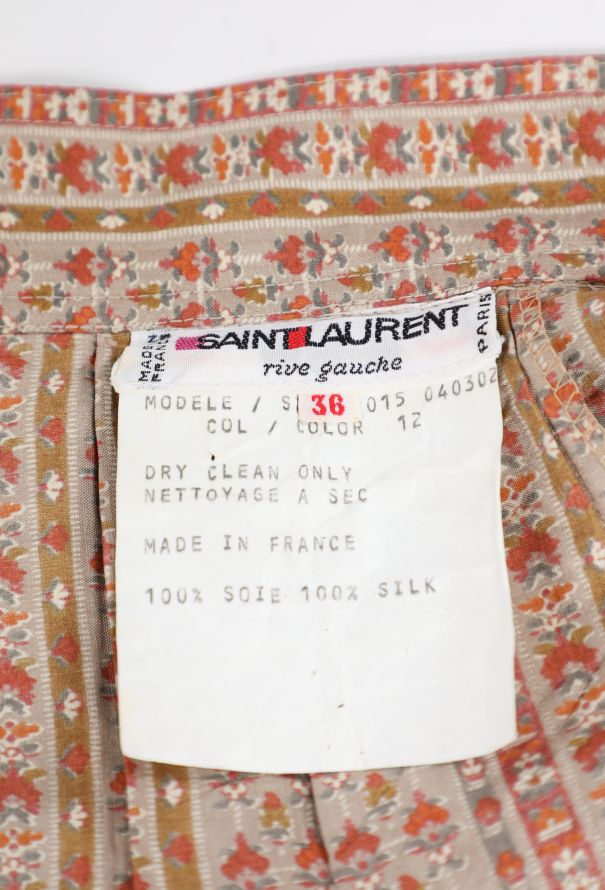 MADE IN FRANCE
SAINT LAURENT
PARIS
rive gauche
MODELE / S 36 015 040302
COL / COLOR 12
DRY CLEAN ONLY
NETTOYAGE A SEC
MADE IN FRANCE
100% SOIE 100% SILK